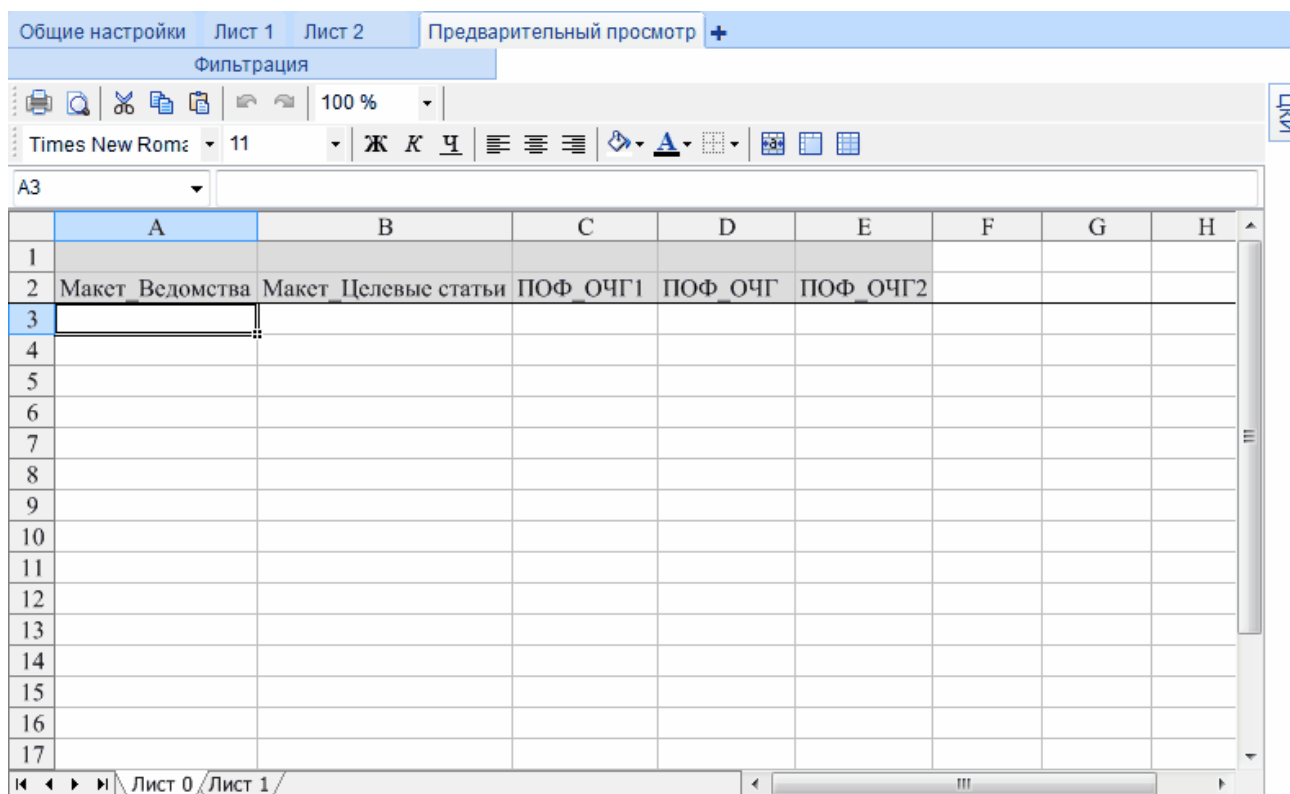 Общие настройки Лист 1 Лист 2 Предварительный просмотр
Фильтрация
100 %
Times New Roma 11 Ж К Ч А a
A3
A B C D E F G H
1
2 Макет_Ведомства Макет_Целевые статьи ПОФ_ОЧГ1 ПОФ_ОЧГ ПОФ_ОЧГ2
3
4
5
6
7
8
9
10
11
12
13
14
15
16
17
Лист 0 Лист 1